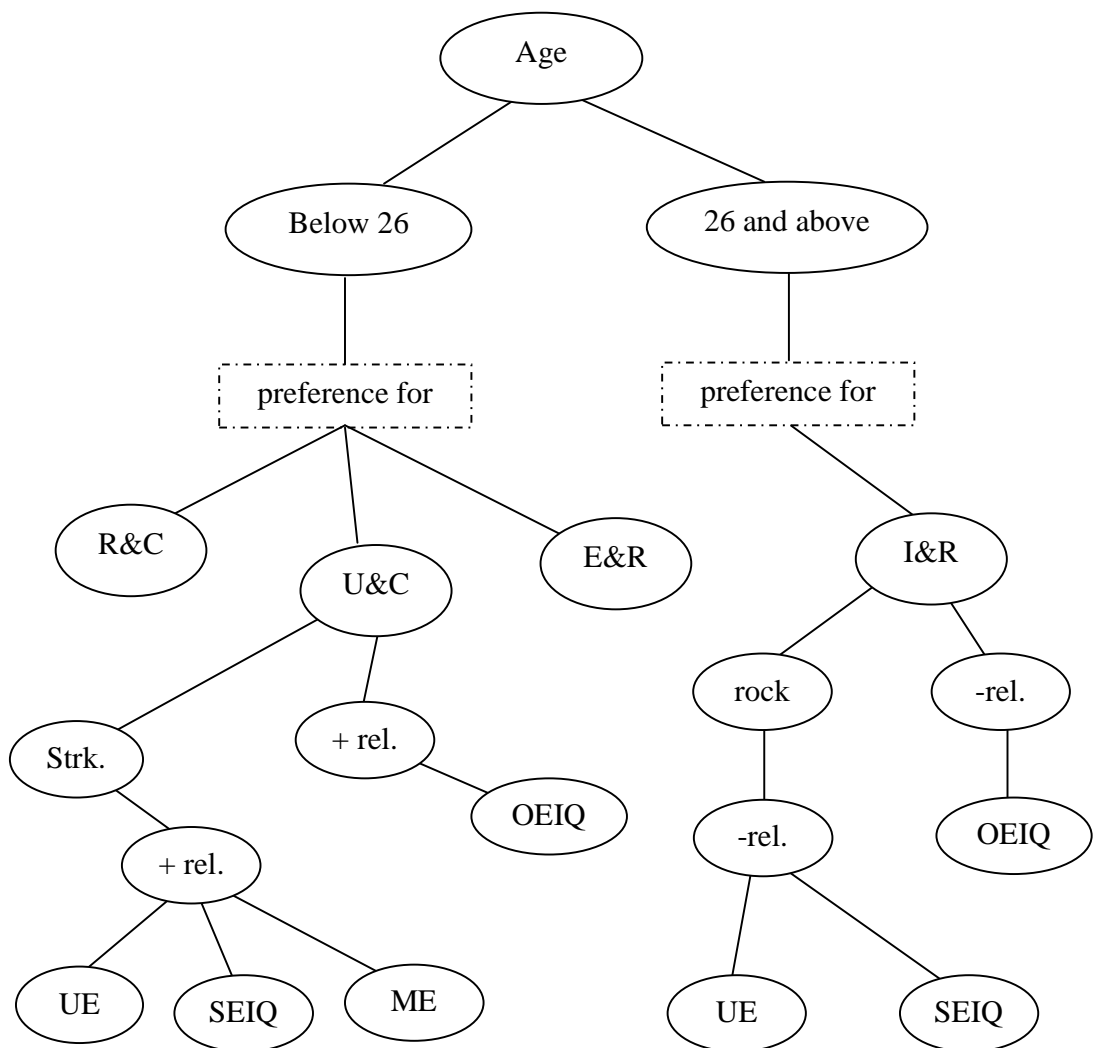 Age
Below 26
26 and above
preference for
preference for
R&C
U&C
E&R
I&R
rock
-rel.
Strk.
+ rel.
OEIQ
-rel.
OEIQ
+ rel.
UE
SEIQ
ME
UE
SEIQ